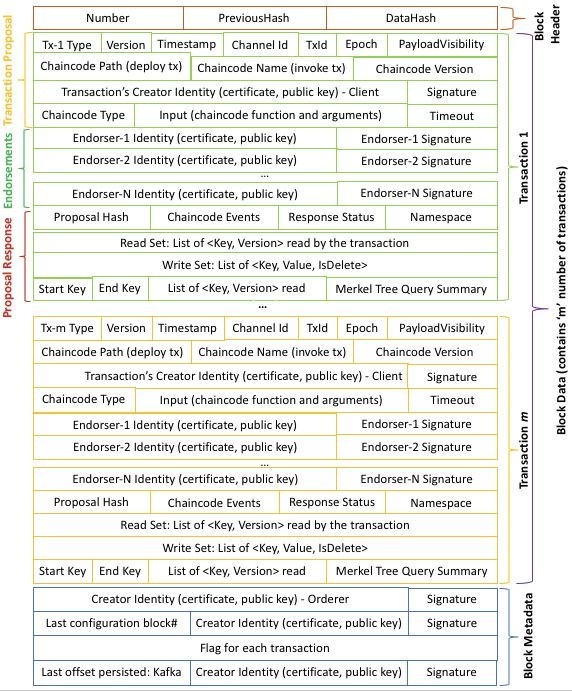 Number PreviousHash DataHash
Block Header
Tx-1 Type Version Timestamp Channel Id TxId Epoch PayloadVisibility
Chaincode Path (deploy tx) Chaincode Name (invoke tx) Chaincode Version
Transaction's Creator Identity (certificate, public key) - Client Signature
Chaincode Type Input (chaincode function and arguments) Timeout
Transaction Proposal
Endorser-1 Identity (certificate, public key) Endorser-1 Signature
Endorser-2 Identity (certificate, public key) Endorser-2 Signature
...
Endorser-N Identity (certificate, public key) Endorser-N Signature
Endorsements
Proposal Hash Chaincode Events Response Status Namespace
Read Set: List of <Key, Version> read by the transaction
Write Set: List of <Key, Value, IsDelete>
Start Key End Key List of <Key, Version> read Merkel Tree Query Summary
Proposal Response
Transaction 1
...
Tx-m Type Version Timestamp Channel Id TxId Epoch PayloadVisibility
Chaincode Path (deploy tx) Chaincode Name (invoke tx) Chaincode Version
Transaction's Creator Identity (certificate, public key) - Client Signature
Chaincode Type Input (chaincode function and arguments) Timeout
Endorser-1 Identity (certificate, public key) Endorser-1 Signature
Endorser-2 Identity (certificate, public key) Endorser-2 Signature
...
Endorser-N Identity (certificate, public key) Endorser-N Signature
Proposal Hash Chaincode Events Response Status Namespace
Read Set: List of <Key, Version> read by the transaction
Write Set: List of <Key, Value, IsDelete>
Start Key End Key List of <Key, Version> read Merkel Tree Query Summary
Transaction m
Block Data (contains 'm' number of transactions)
Creator Identity (certificate, public key) - Orderer Signature
Last configuration block# Creator Identity (certificate, public key) Signature
Flag for each transaction
Last offset persisted: Kafka Creator Identity (certificate, public key) Signature
Block Metadata